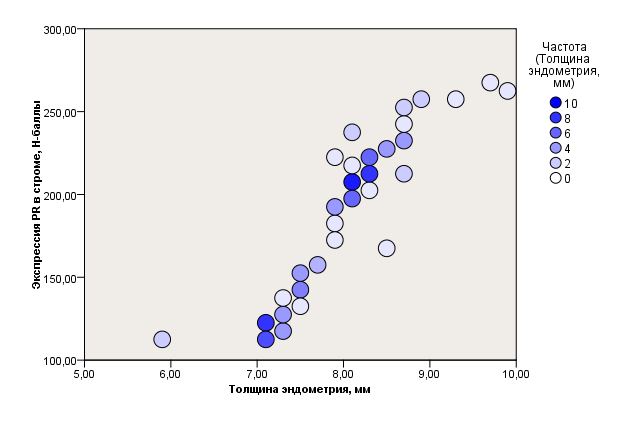 300,00
250,00
200,00
150,00
100,00
Экспрессия PR в строме, Н-баллы
5,00 6,00 7,00 8,00 9,00 10,00
Толщина эндометрия, мм
Частота
(Толщина
эндометрия,
мм)
10
8
6
4
2
0